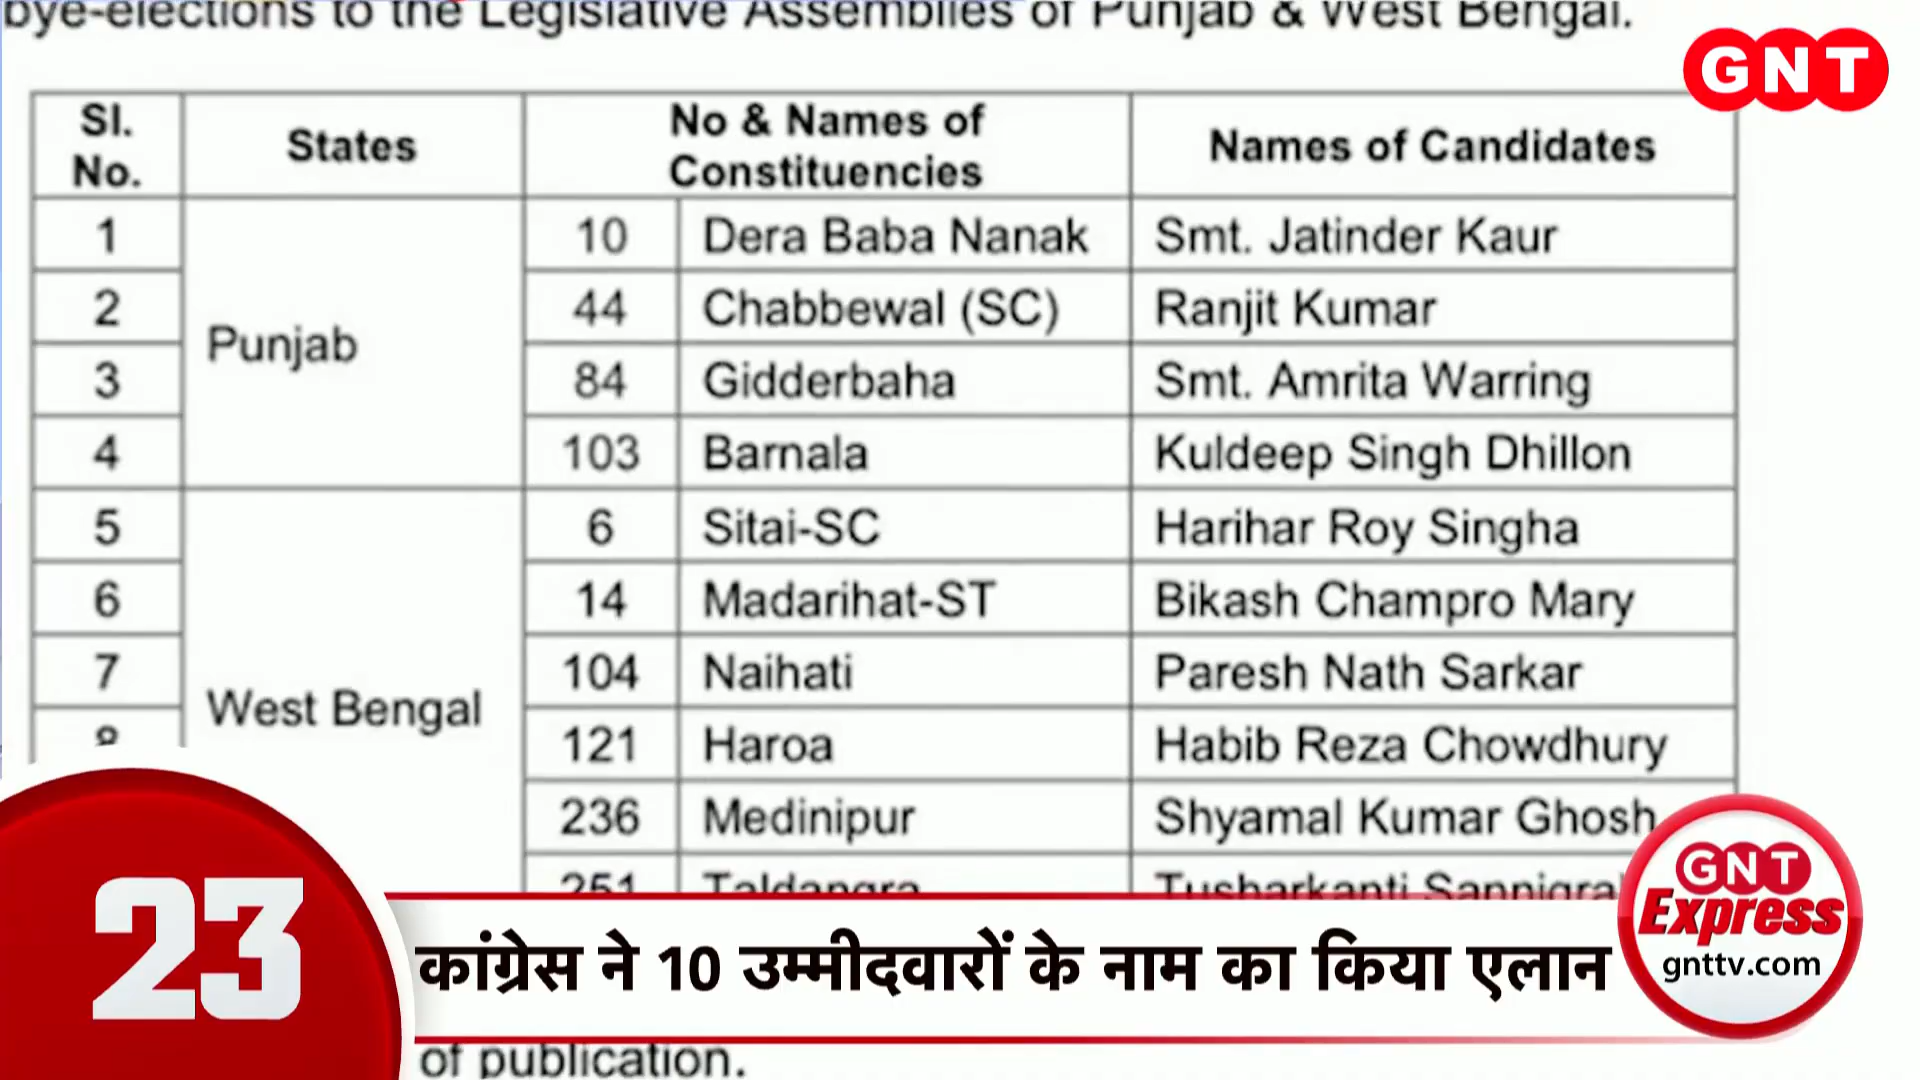 bye-elections to the Legislative Assemblies of Punjab & West Bengal.
GNT
Sl. No. States No & Names of Constituencies Names of Candidates
1 Punjab 10 Dera Baba Nanak Smt. Jatinder Kaur
2 44 Chabbewal (SC) Ranjit Kumar
3 84 Gidderbaha Smt. Amrita Warring
4 103 Barnala Kuldeep Singh Dhillon
5 West Bengal 6 Sitai-SC Harihar Roy Singha
6 14 Madarihat-ST Bikash Champro Mary
7 104 Naihati Paresh Nath Sarkar
8 121 Haroa Habib Reza Chowdhury
236 Medinipur Shyamal Kumar Ghosh
251 Taldangra Tusharkanti
23
कांग्रेस ने 10 उम्मीदवारों के नाम का किया एलान
GNT
Express
gnttv.com
of publication.